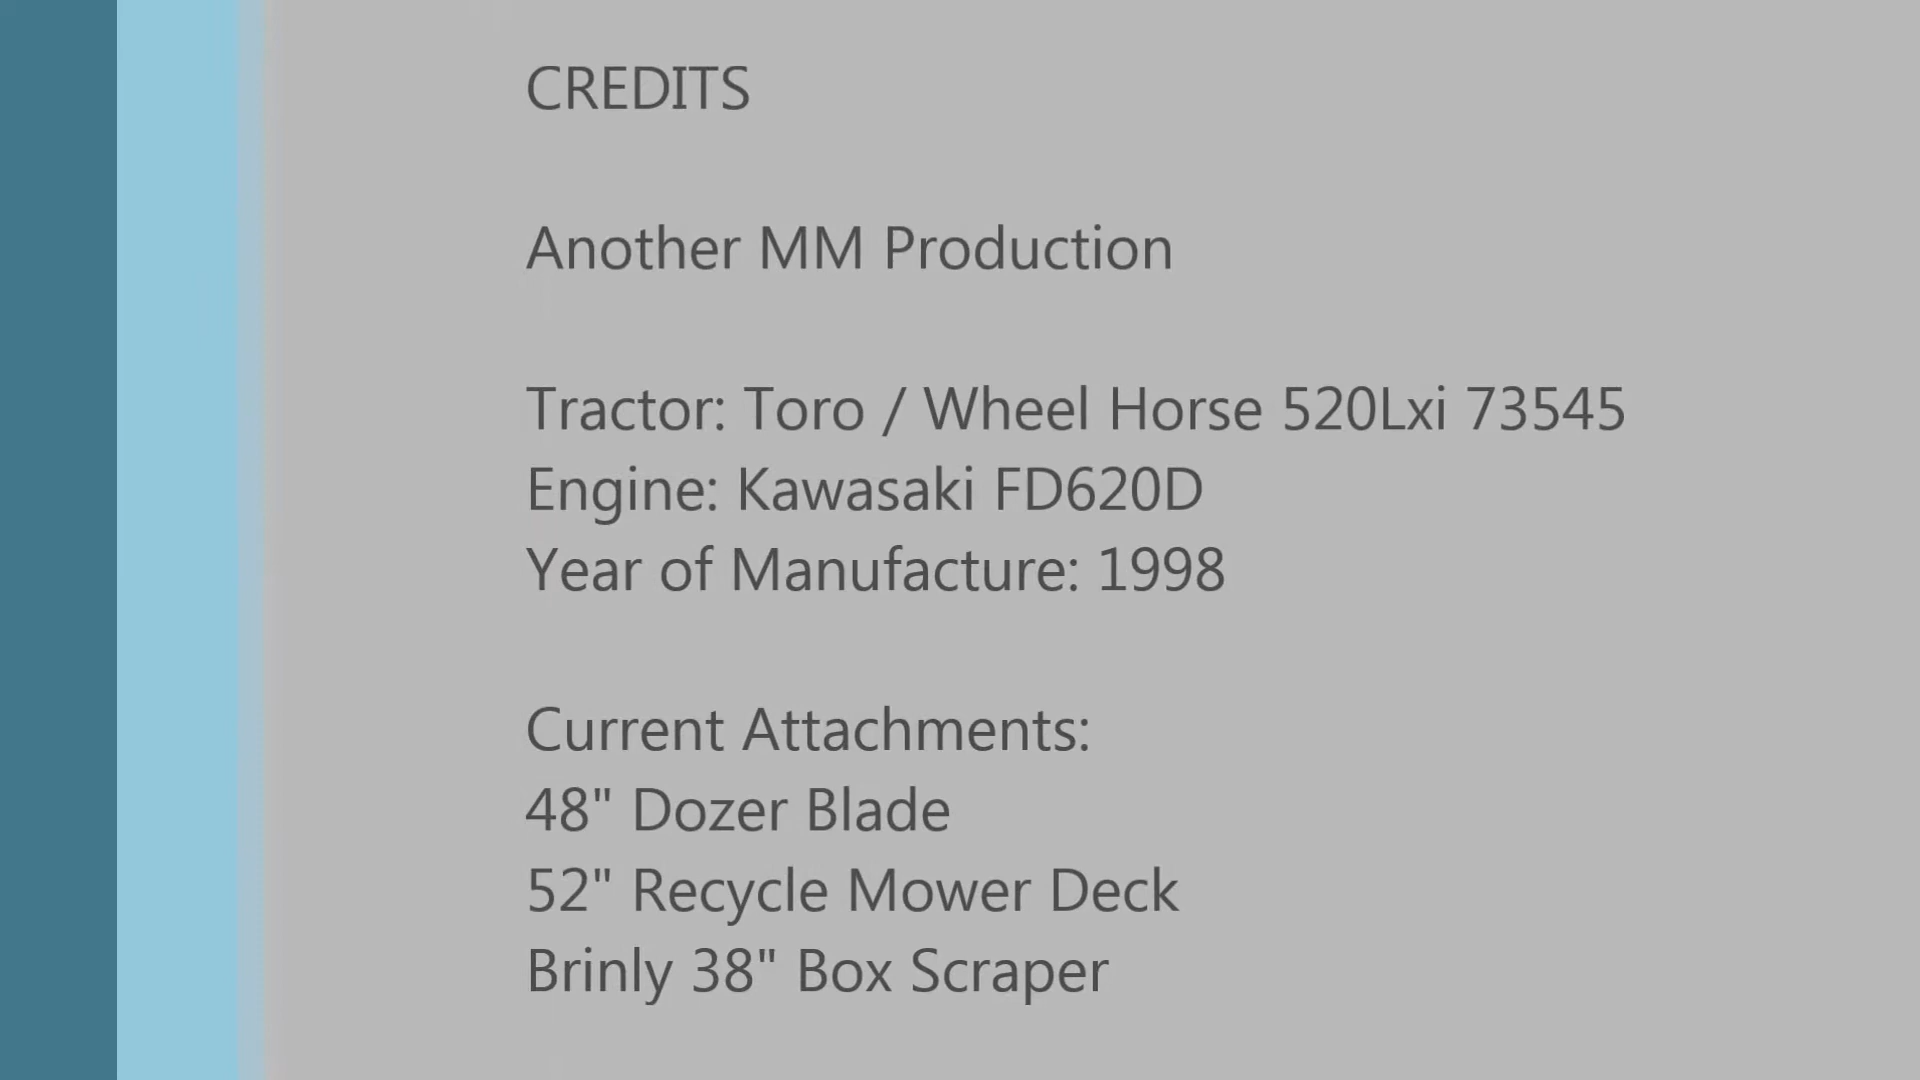 CREDITS
Another MM Production
Tractor: Toro / Wheel Horse 520Lxi 73545
Engine: Kawasaki FD620D
Year of Manufacture: 1998
Current Attachments:
48" Dozer Blade
52" Recycle Mower Deck
Brinly 38" Box Scraper